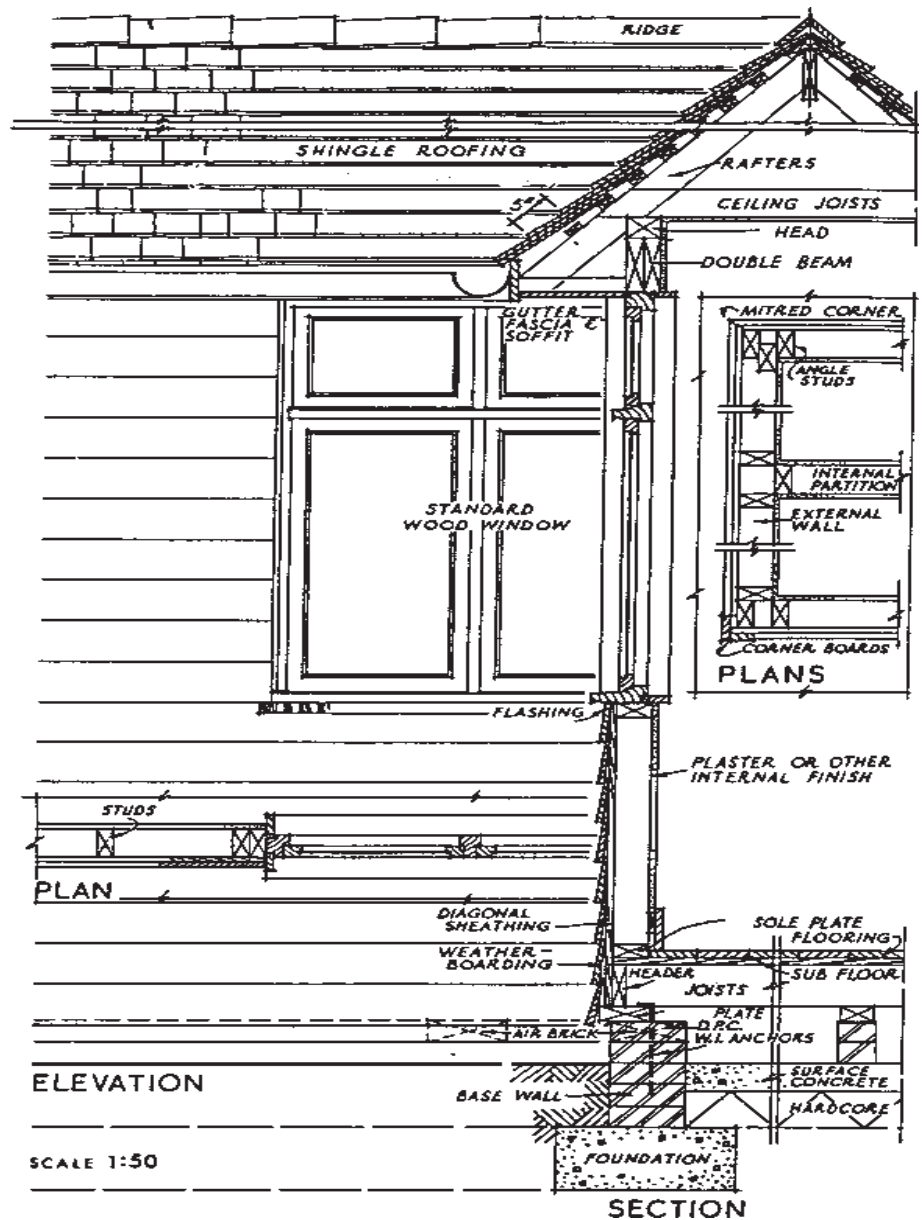 RIDGE
SHINGLE ROOFING
RAFTERS
5"
CEILING JOISTS
HEAD
DOUBLE BEAM
GUTTER
FASCIA &
SOFFIT
MITRED CORNER
ANGLE
STUDS
INTERNAL
PARTITION
EXTERNAL
WALL
STANDARD
WOOD WINDOW
CORNER BOARDS
PLANS
FLASHING
PLASTER OR OTHER
INTERNAL FINISH
STUDS
PLAN
DIAGONAL
SHEATHING
SOLE PLATE
FLOORING
WEATHER-
BOARDING
HEADER
SUB FLOOR
JOISTS
PLATE
AIR BRICK
D.P.C.
W.I. ANCHORS
ELEVATION
BASE WALL
SURFACE
CONCRETE
HARDCORE
SCALE 1:50
FOUNDATION
SECTION